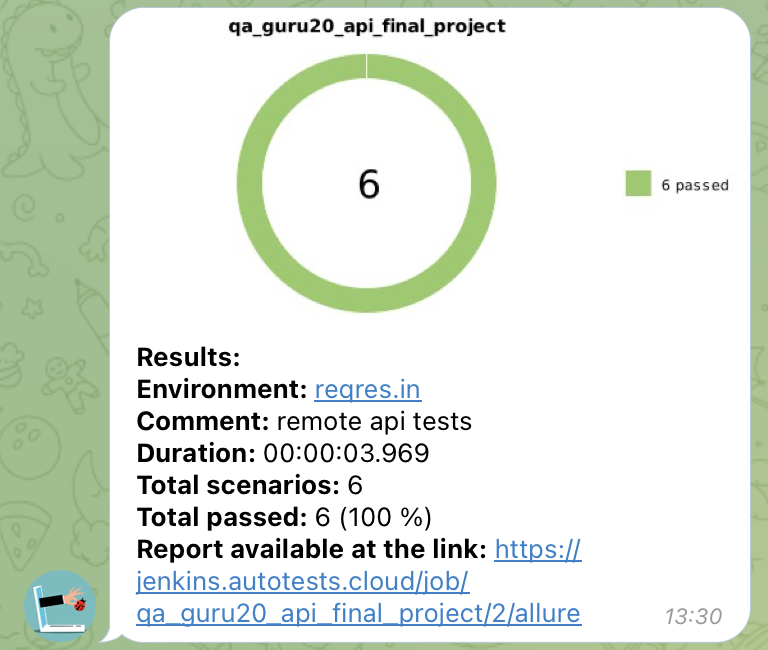 qa_guru20_api_final_project
6
6 passed
Results:
Environment: reqres.in
Comment: remote api tests
Duration: 00:00:03.969
Total scenarios: 6
Total passed: 6 (100 %)
Report available at the link: https://
jenkins.autotests.cloud/job/
qa_guru20_api_final_project/2/allure
13:30